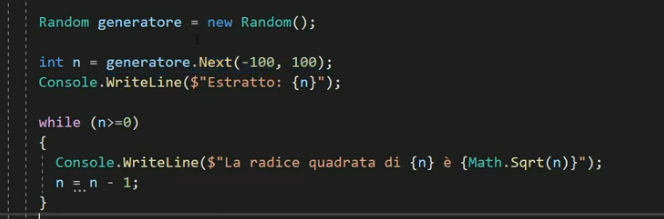 Random generatore = new Random();
int n = generatore.Next(-100, 100);
Console.WriteLine($"Estratto: {n}");
while (n>=0)
{
Console.WriteLine($"La radice quadrata di {n} è {Math.Sqrt(n)}");
n = n - 1;
}